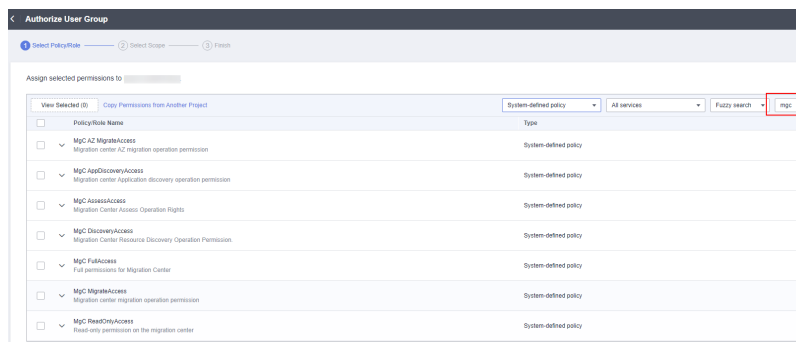 Authorize User Group
1 Select Policy/Role 2 Select Scope 3 Finish
Assign selected permissions to
View Selected (0) Copy Permissions from Another Project System-defined policy All services Fuzzy search mgc
Policy/Role Name Type
MgC AZ MigrateAccess
Migration center AZ migration operation permission
System-defined policy
MgC AppDiscoveryAccess
Migration center Application discovery operation permission
System-defined policy
MgC AssessAccess
Migration Center Assess Operation Rights
System-defined policy
MgC DiscoveryAccess
Migration Center Resource Discovery Operation Permission.
System-defined policy
MgC FullAccess
Full permissions for Migration Center
System-defined policy
MgC MigrateAccess
Migration center migration operation permission
System-defined policy
MgC ReadOnlyAccess
Read-only permission on the migration center
System-defined policy